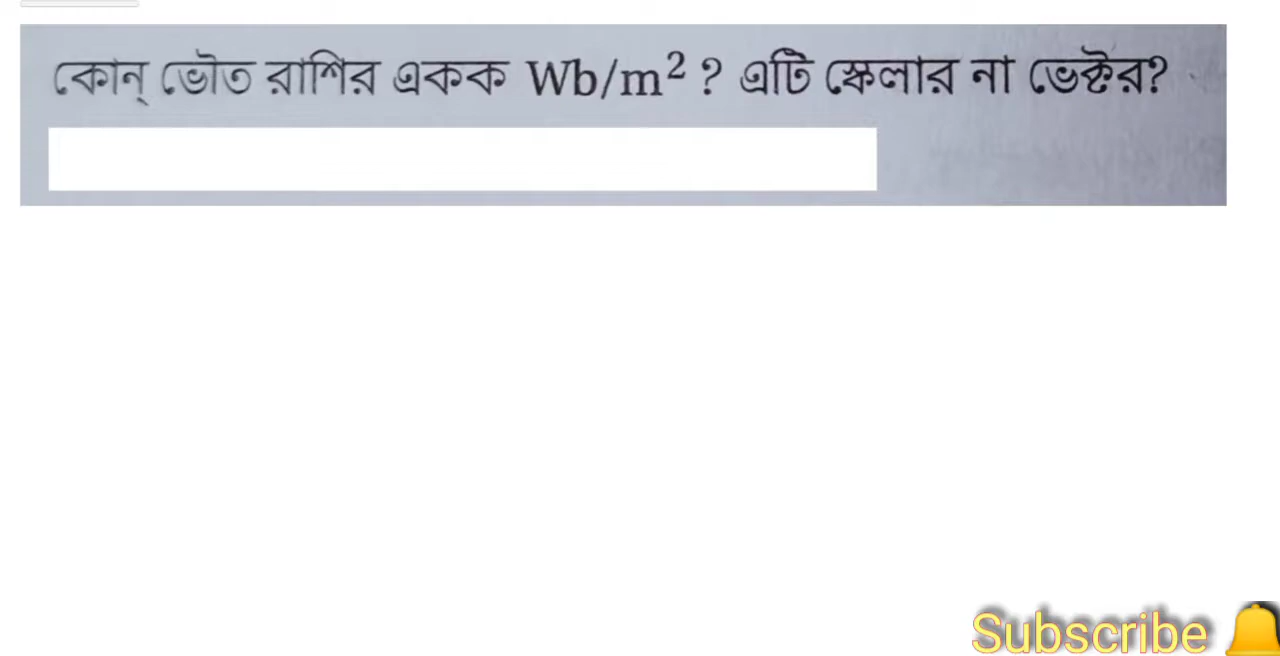 কোন্ ভৌত রাশির একক Wb/m² ? এটি স্কেলার না ভেক্টর?
Subscribe